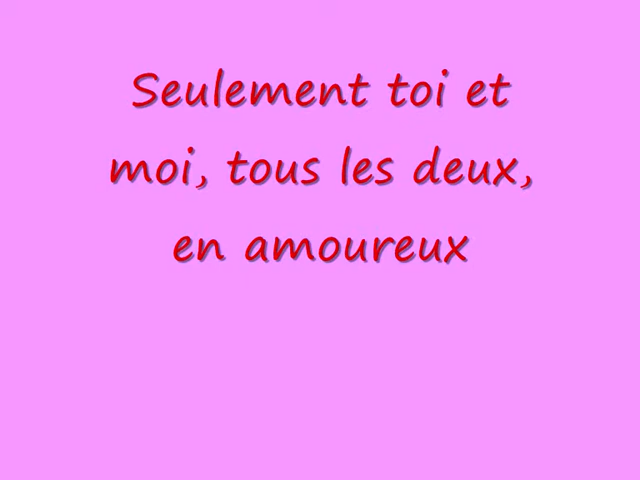 Seulement toi et
moi, tous les deux,
en amoureux